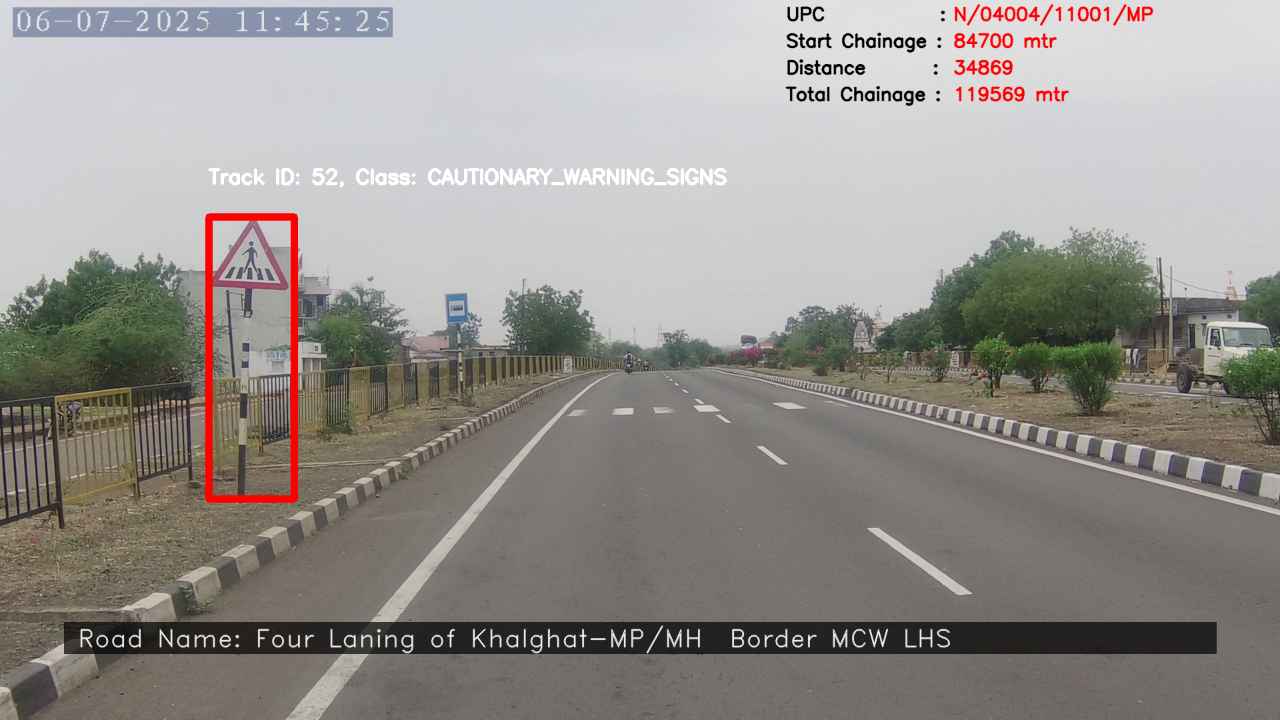 06-07-2025 11:45:25
UPC : N/04004/11001/MP
Start Chainage : 84700 mtr
Distance : 34869
Total Chainage : 119569 mtr
Track ID: 52, Class: CAUTIONARY_WARNING_SIGNS
Road Name: Four Laning of Khalghat-MP/MH Border MCW LHS